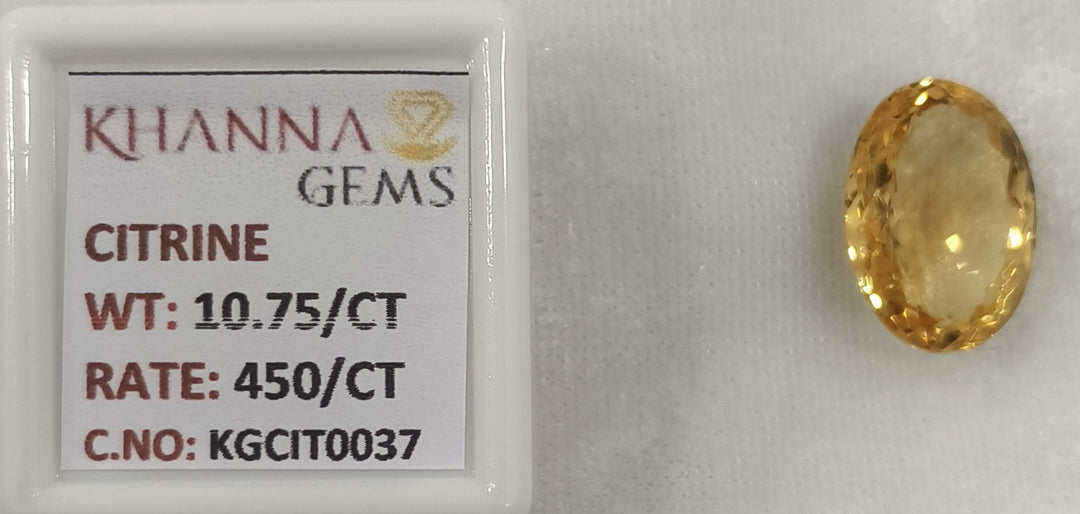 KHANNA
GEMS
CITRINE
WT: 10.75/CT
RATE: 450/CT
C.NO: KGCIT0037